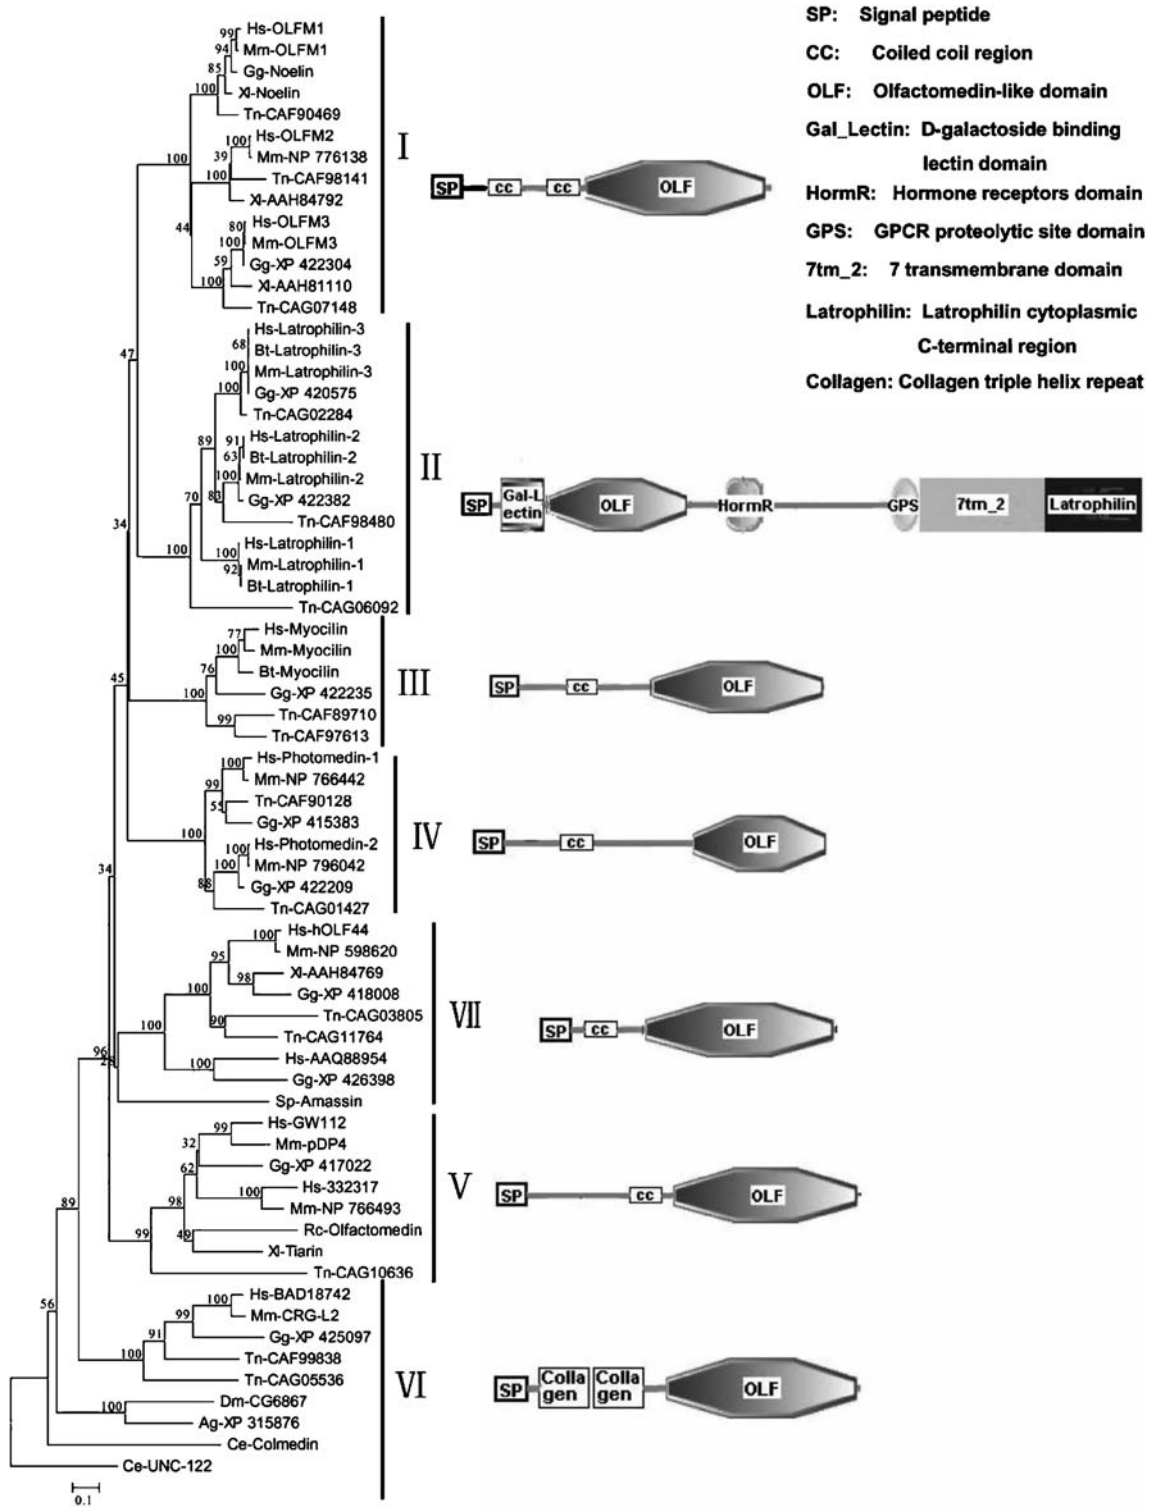 SP: Signal peptide
CC: Coiled coil region
OLF: Olfactomedin-like domain
Gal_Lectin: D-galactoside binding
lectin domain
HormR: Hormone receptors domain
GPS: GPCR proteolytic site domain
7tm_2: 7 transmembrane domain
Latrophilin: Latrophilin cytoplasmic
C-terminal region
Collagen: Collagen triple helix repeat
99 Hs-OLFM1
94 Mm-OLFM1
Gg-Noelin
85
Xl-Noelin
100
Tn-CAF90469
100 Hs-OLFM2
39 Mm-NP 776138
100
Tn-CAF98141
100
Xl-AAH84792
44
80 Hs-OLFM3
100 Mm-OLFM3
59 Gg-XP 422304
100 Xl-AAH81110
Tn-CAG07148
I
SP cc cc OLF
47
Hs-Latrophilin-3
68 Bt-Latrophilin-3
100 Mm-Latrophilin-3
100 Gg-XP 420575
Tn-CAG02284
89 91 Hs-Latrophilin-2
63 Bt-Latrophilin-2
100 Mm-Latrophilin-2
70 83 Gg-XP 422382
Tn-CAF98480
34
100 Hs-Latrophilin-1
100 92 Mm-Latrophilin-1
Bt-Latrophilin-1
Tn-CAG06092
II
SP Gal-L
ectin OLF HormR GPS 7tm_2 Latrophilin
77 Hs-Myocilin
100 Mm-Myocilin
76 Bt-Myocilin
45
100 Gg-XP 422235
99 Tn-CAF89710
Tn-CAF97613
III
SP cc OLF
100 Hs-Photomedin-1
99 Mm-NP 766442
55 Tn-CAF90128
Gg-XP 415383
100
100 Hs-Photomedin-2
100 Mm-NP 796042
88 Gg-XP 422209
34
Tn-CAG01427
IV
SP cc OLF
100 Hs-hOLF44
95 Mm-NP 598620
98 Xl-AAH84769
100 Gg-XP 418008
90 Tn-CAG03805
100 Tn-CAG11764
96
100 Hs-AAQ88954
Gg-XP 426398
Sp-Amassin
VII
SP cc OLF
99 Hs-GW112
32 Mm-pDP4
62 Gg-XP 417022
100 Hs-332317
89 98 Mm-NP 766493
99 49 Rc-Olfactomedin
Xl-Tiarin
Tn-CAG10636
V
SP cc OLF
56
100 Hs-BAD18742
99 Mm-CRG-L2
91 Gg-XP 425097
100 Tn-CAF99838
Tn-CAG05536
100 Dm-CG6867
Ag-XP 315876
Ce-Colmedin
Ce-UNC-122
VI
SP Colla
gen Colla
gen OLF
0.1